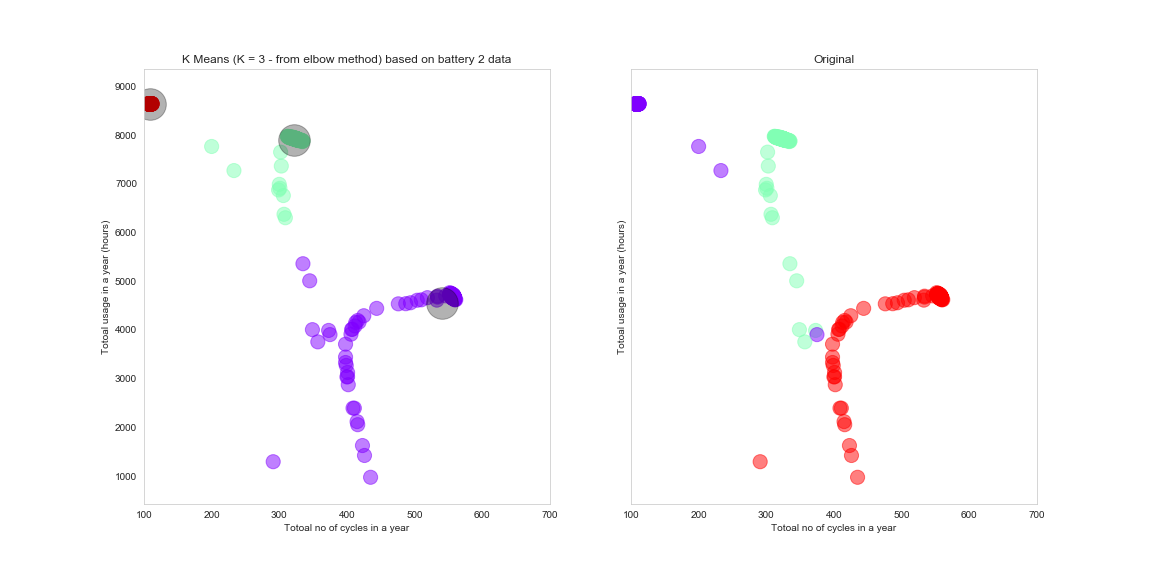 K Means (K = 3 - from elbow method) based on battery 2 data
Original
9000
8000
7000
6000
5000
4000
3000
2000
1000
Totoal usage in a year (hours)
Totoal usage in a year (hours)
100 200 300 400 500 600 700
100 200 300 400 500 600 700
Totoal no of cycles in a year
Totoal no of cycles in a year